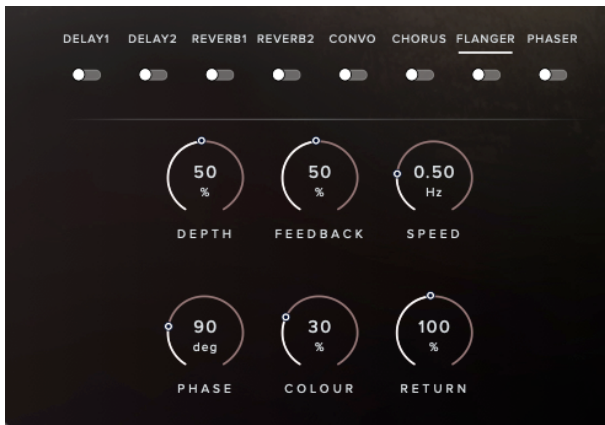 DELAY1 DELAY2 REVERB1 REVERB2 CONVO CHORUS FLANGER PHASER
50 50 0.50
% % Hz
DEPTH FEEDBACK SPEED
90 30 100
deg % %
PHASE COLOUR RETURN